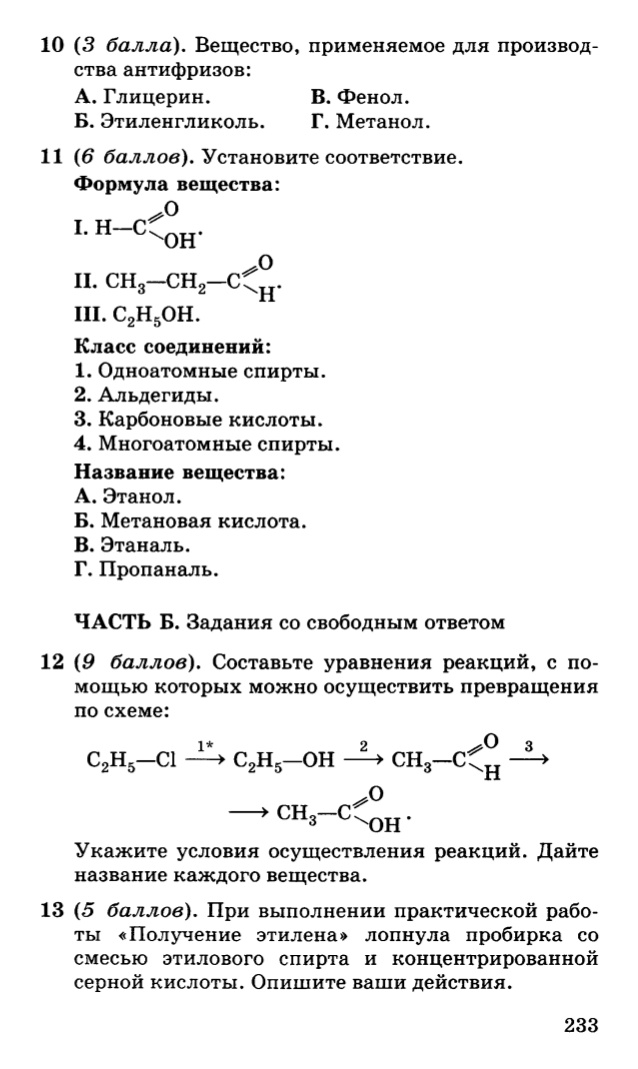 10 (3 балла). Вещество, применяемое для производ-
ства антифризов:
А. Глицерин. В. Фенол.
Б. Этиленгликоль. Г. Метанол.
11 (6 баллов). Установите соответствие.
Формула вещества:
I. H—C(=O)OH.
II. CH₃—CH₂—C(=O)H.
III. C₂H₅OH.
Класс соединений:
1. Одноатомные спирты.
2. Альдегиды.
3. Карбоновые кислоты.
4. Многоатомные спирты.
Название вещества:
А. Этанол.
Б. Метановая кислота.
В. Этаналь.
Г. Пропаналь.
ЧАСТЬ Б. Задания со свободным ответом
12 (9 баллов). Составьте уравнения реакций, с по-
мощью которых можно осуществить превращения
по схеме:
C₂H₅—Cl —1*→ C₂H₅—OH —2→ CH₃—C(=O)H —3→
→ CH₃—C(=O)OH.
Укажите условия осуществления реакций. Дайте
название каждого вещества.
13 (5 баллов). При выполнении практической рабо-
ты «Получение этилена» лопнула пробирка со
смесью этилового спирта и концентрированной
серной кислоты. Опишите ваши действия.
233